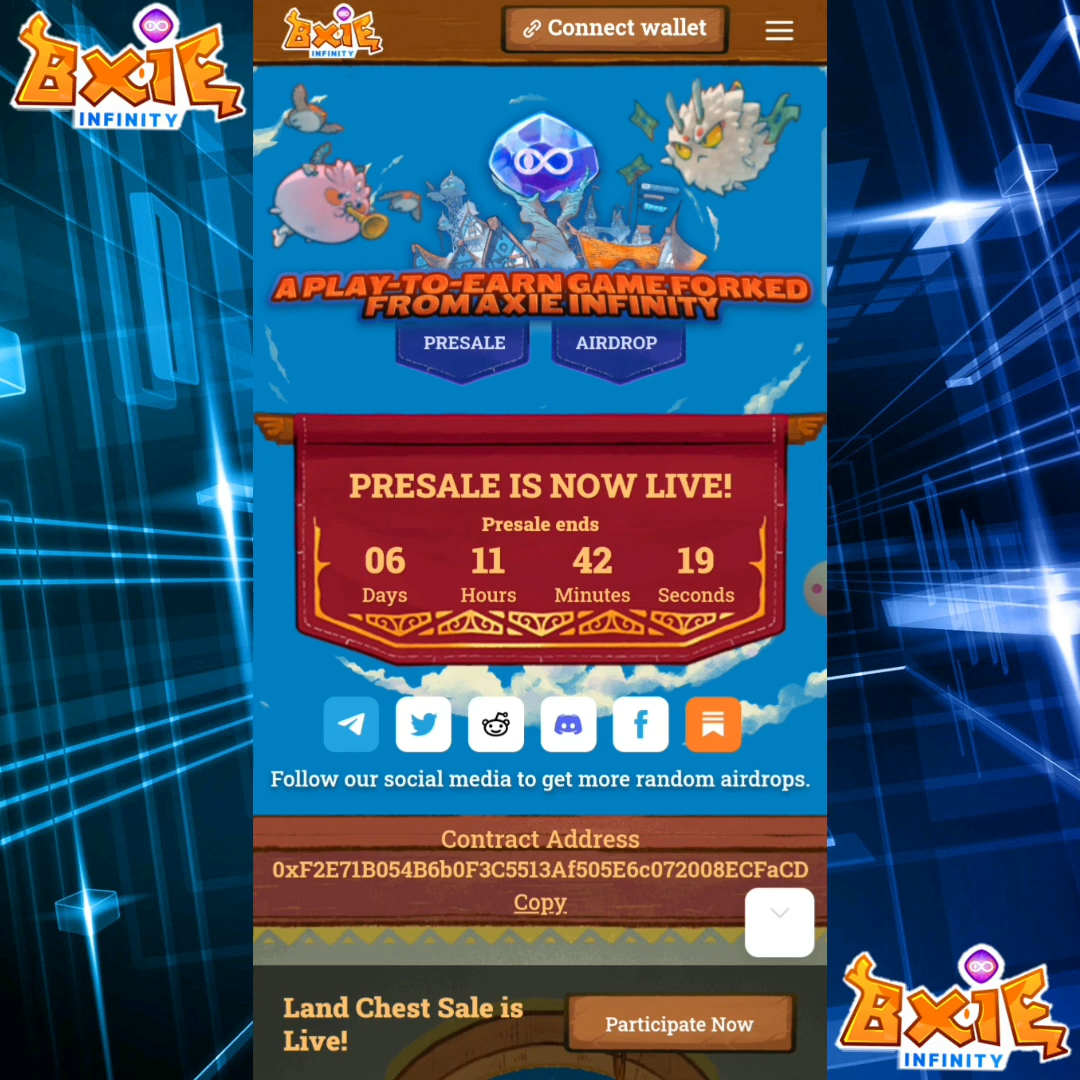 BXIE
INFINITY
BXIE
INFINITY
Connect wallet
A PLAY-TO-EARN GAME FORKED
FROM AXIE INFINITY
PRESALE
AIRDROP
PRESALE IS NOW LIVE!
Presale ends
06 11 42 19
Days Hours Minutes Seconds
Follow our social media to get more random airdrops.
Contract Address
0xF2E71B054B6b0F3C5513Af505E6c072008ECFaCD
Copy
Land Chest Sale is
Live!
Participate Now
BXIE
INFINITY